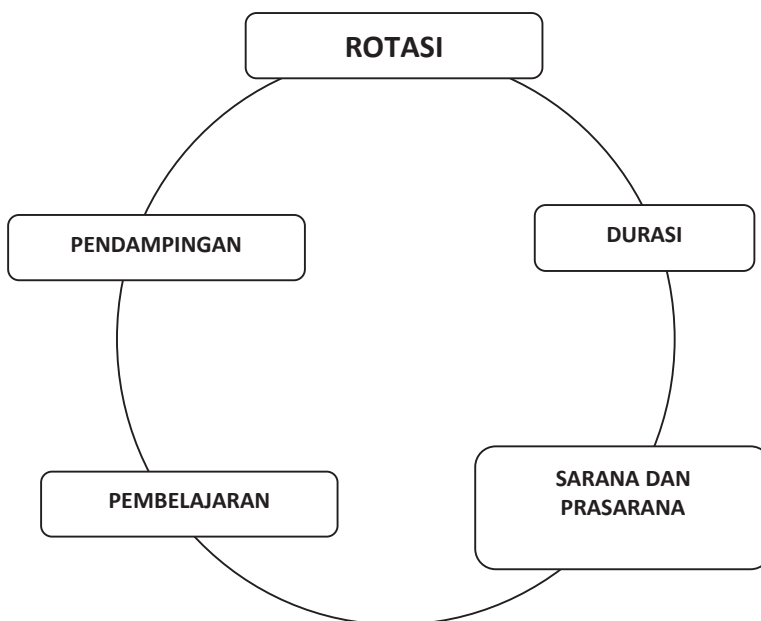 ROTASI
PENDAMPINGAN
DURASI
SARANA DAN
PRASARANA
PEMBELAJARAN